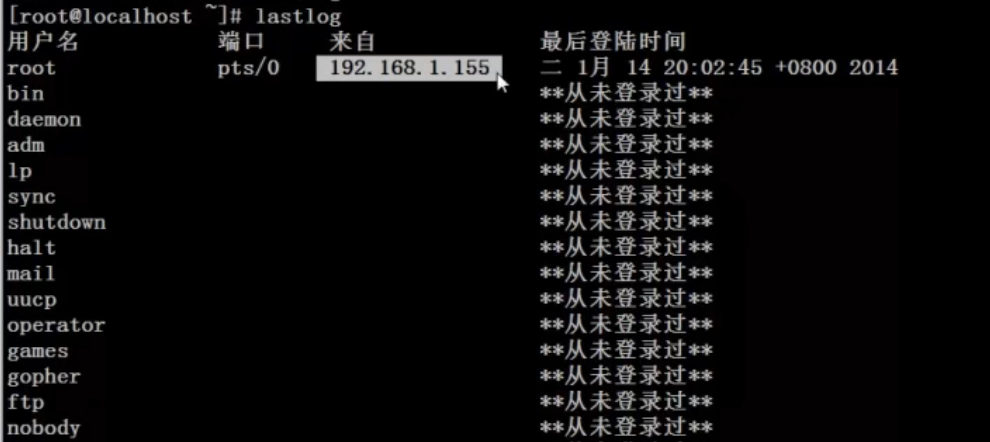 [root@localhost ~]# lastlog
用户名 端口 来自 最后登陆时间
root pts/0 192.168.1.155 二 1月 14 20:02:45 +0800 2014
bin **从未登录过**
daemon **从未登录过**
adm **从未登录过**
lp **从未登录过**
sync **从未登录过**
shutdown **从未登录过**
halt **从未登录过**
mail **从未登录过**
uucp **从未登录过**
operator **从未登录过**
games **从未登录过**
gopher **从未登录过**
ftp **从未登录过**
nobody **从未登录过**